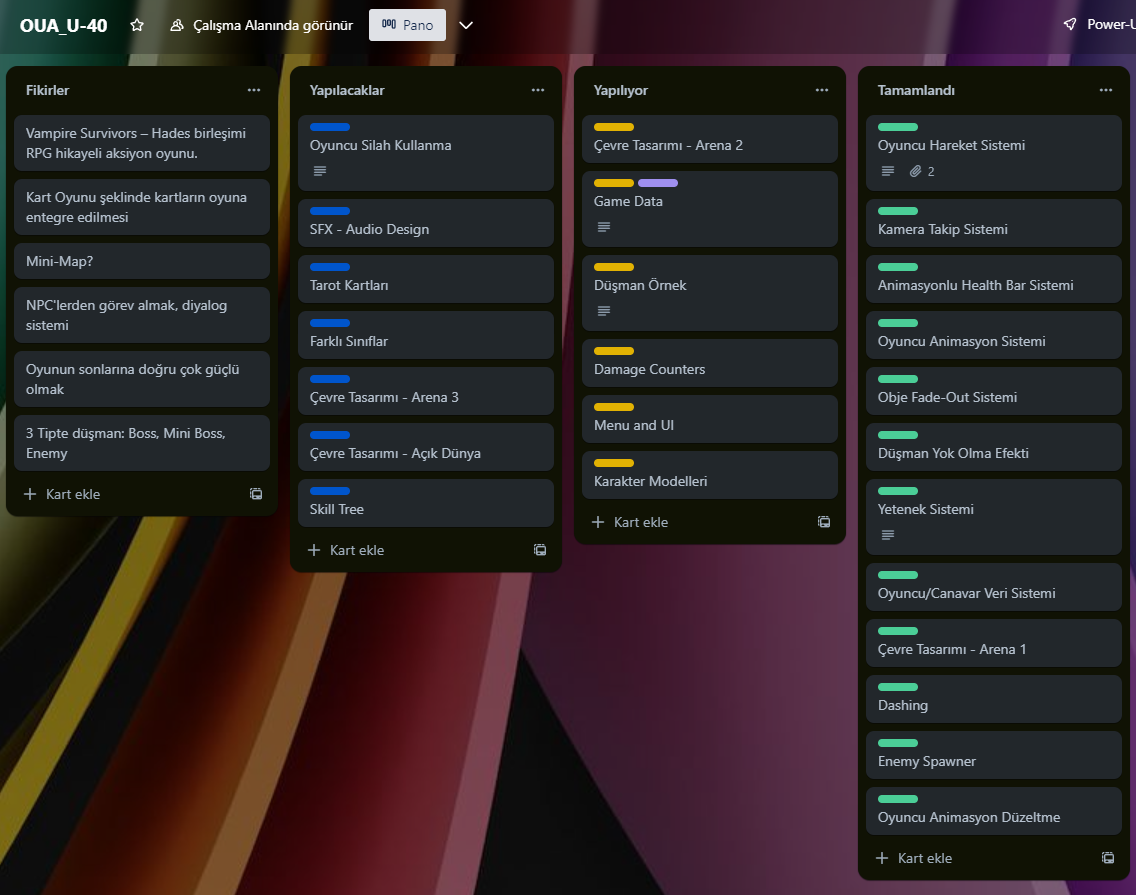 OUA_U-40
Çalışma Alanında görünür
Pano
Power-U
Fikirler
Vampire Survivors – Hades birleşimi
RPG hikayeli aksiyon oyunu.
Kart Oyunu şeklinde kartların oyuna
entegre edilmesi
Mini-Map?
NPC'lerden görev almak, diyalog
sistemi
Oyunun sonlarına doğru çok güçlü
olmak
3 Tipte düşman: Boss, Mini Boss,
Enemy
Kart ekle
Yapılacaklar
Oyuncu Silah Kullanma
SFX - Audio Design
Tarot Kartları
Farklı Sınıflar
Çevre Tasarımı - Arena 3
Çevre Tasarımı - Açık Dünya
Skill Tree
Kart ekle
Yapılıyor
Çevre Tasarımı - Arena 2
Game Data
Düşman Örnek
Damage Counters
Menu and UI
Karakter Modelleri
Kart ekle
Tamamlandı
Oyuncu Hareket Sistemi
2
Kamera Takip Sistemi
Animasyonlu Health Bar Sistemi
Oyuncu Animasyon Sistemi
Obje Fade-Out Sistemi
Düşman Yok Olma Efekti
Yetenek Sistemi
Oyuncu/Canavar Veri Sistemi
Çevre Tasarımı - Arena 1
Dashing
Enemy Spawner
Oyuncu Animasyon Düzeltme
Kart ekle